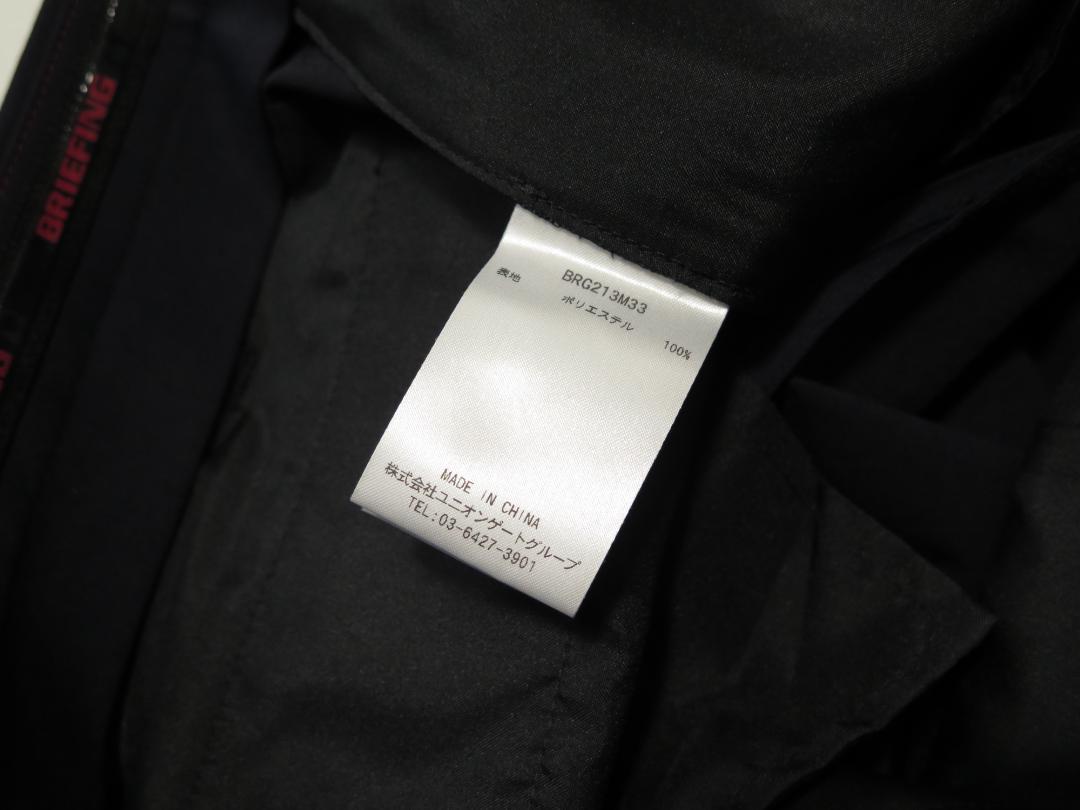 BRIEFING
BRG213M33
表地 ポリエステル
100%
MADE IN CHINA
株式会社ユニオンゲートグループ
TEL:03-6427-3901